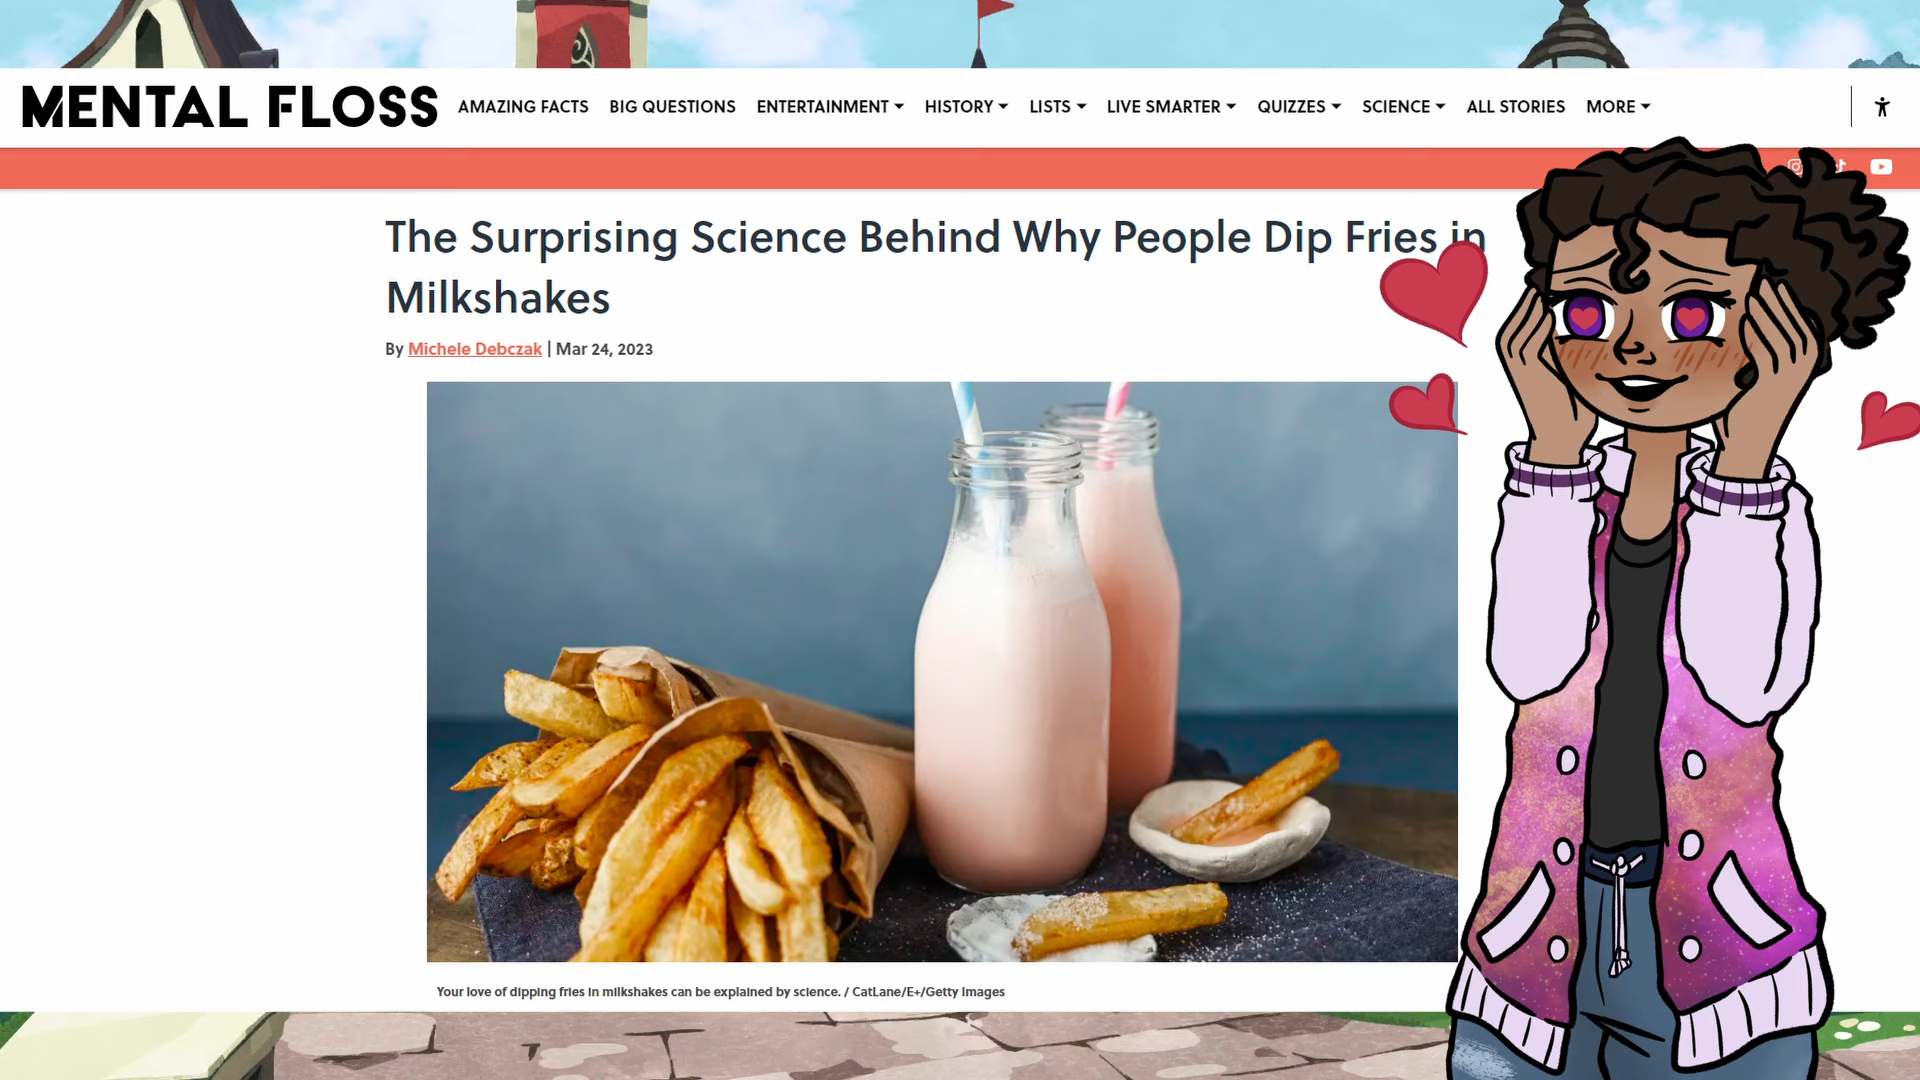 MENTAL FLOSS
AMAZING FACTS BIG QUESTIONS ENTERTAINMENT HISTORY LISTS LIVE SMARTER QUIZZES SCIENCE ALL STORIES MORE
The Surprising Science Behind Why People Dip Fries in
Milkshakes
By Michele Debczak | Mar 24, 2023
Your love of dipping fries in milkshakes can be explained by science. / CatLane/E+/Getty Images